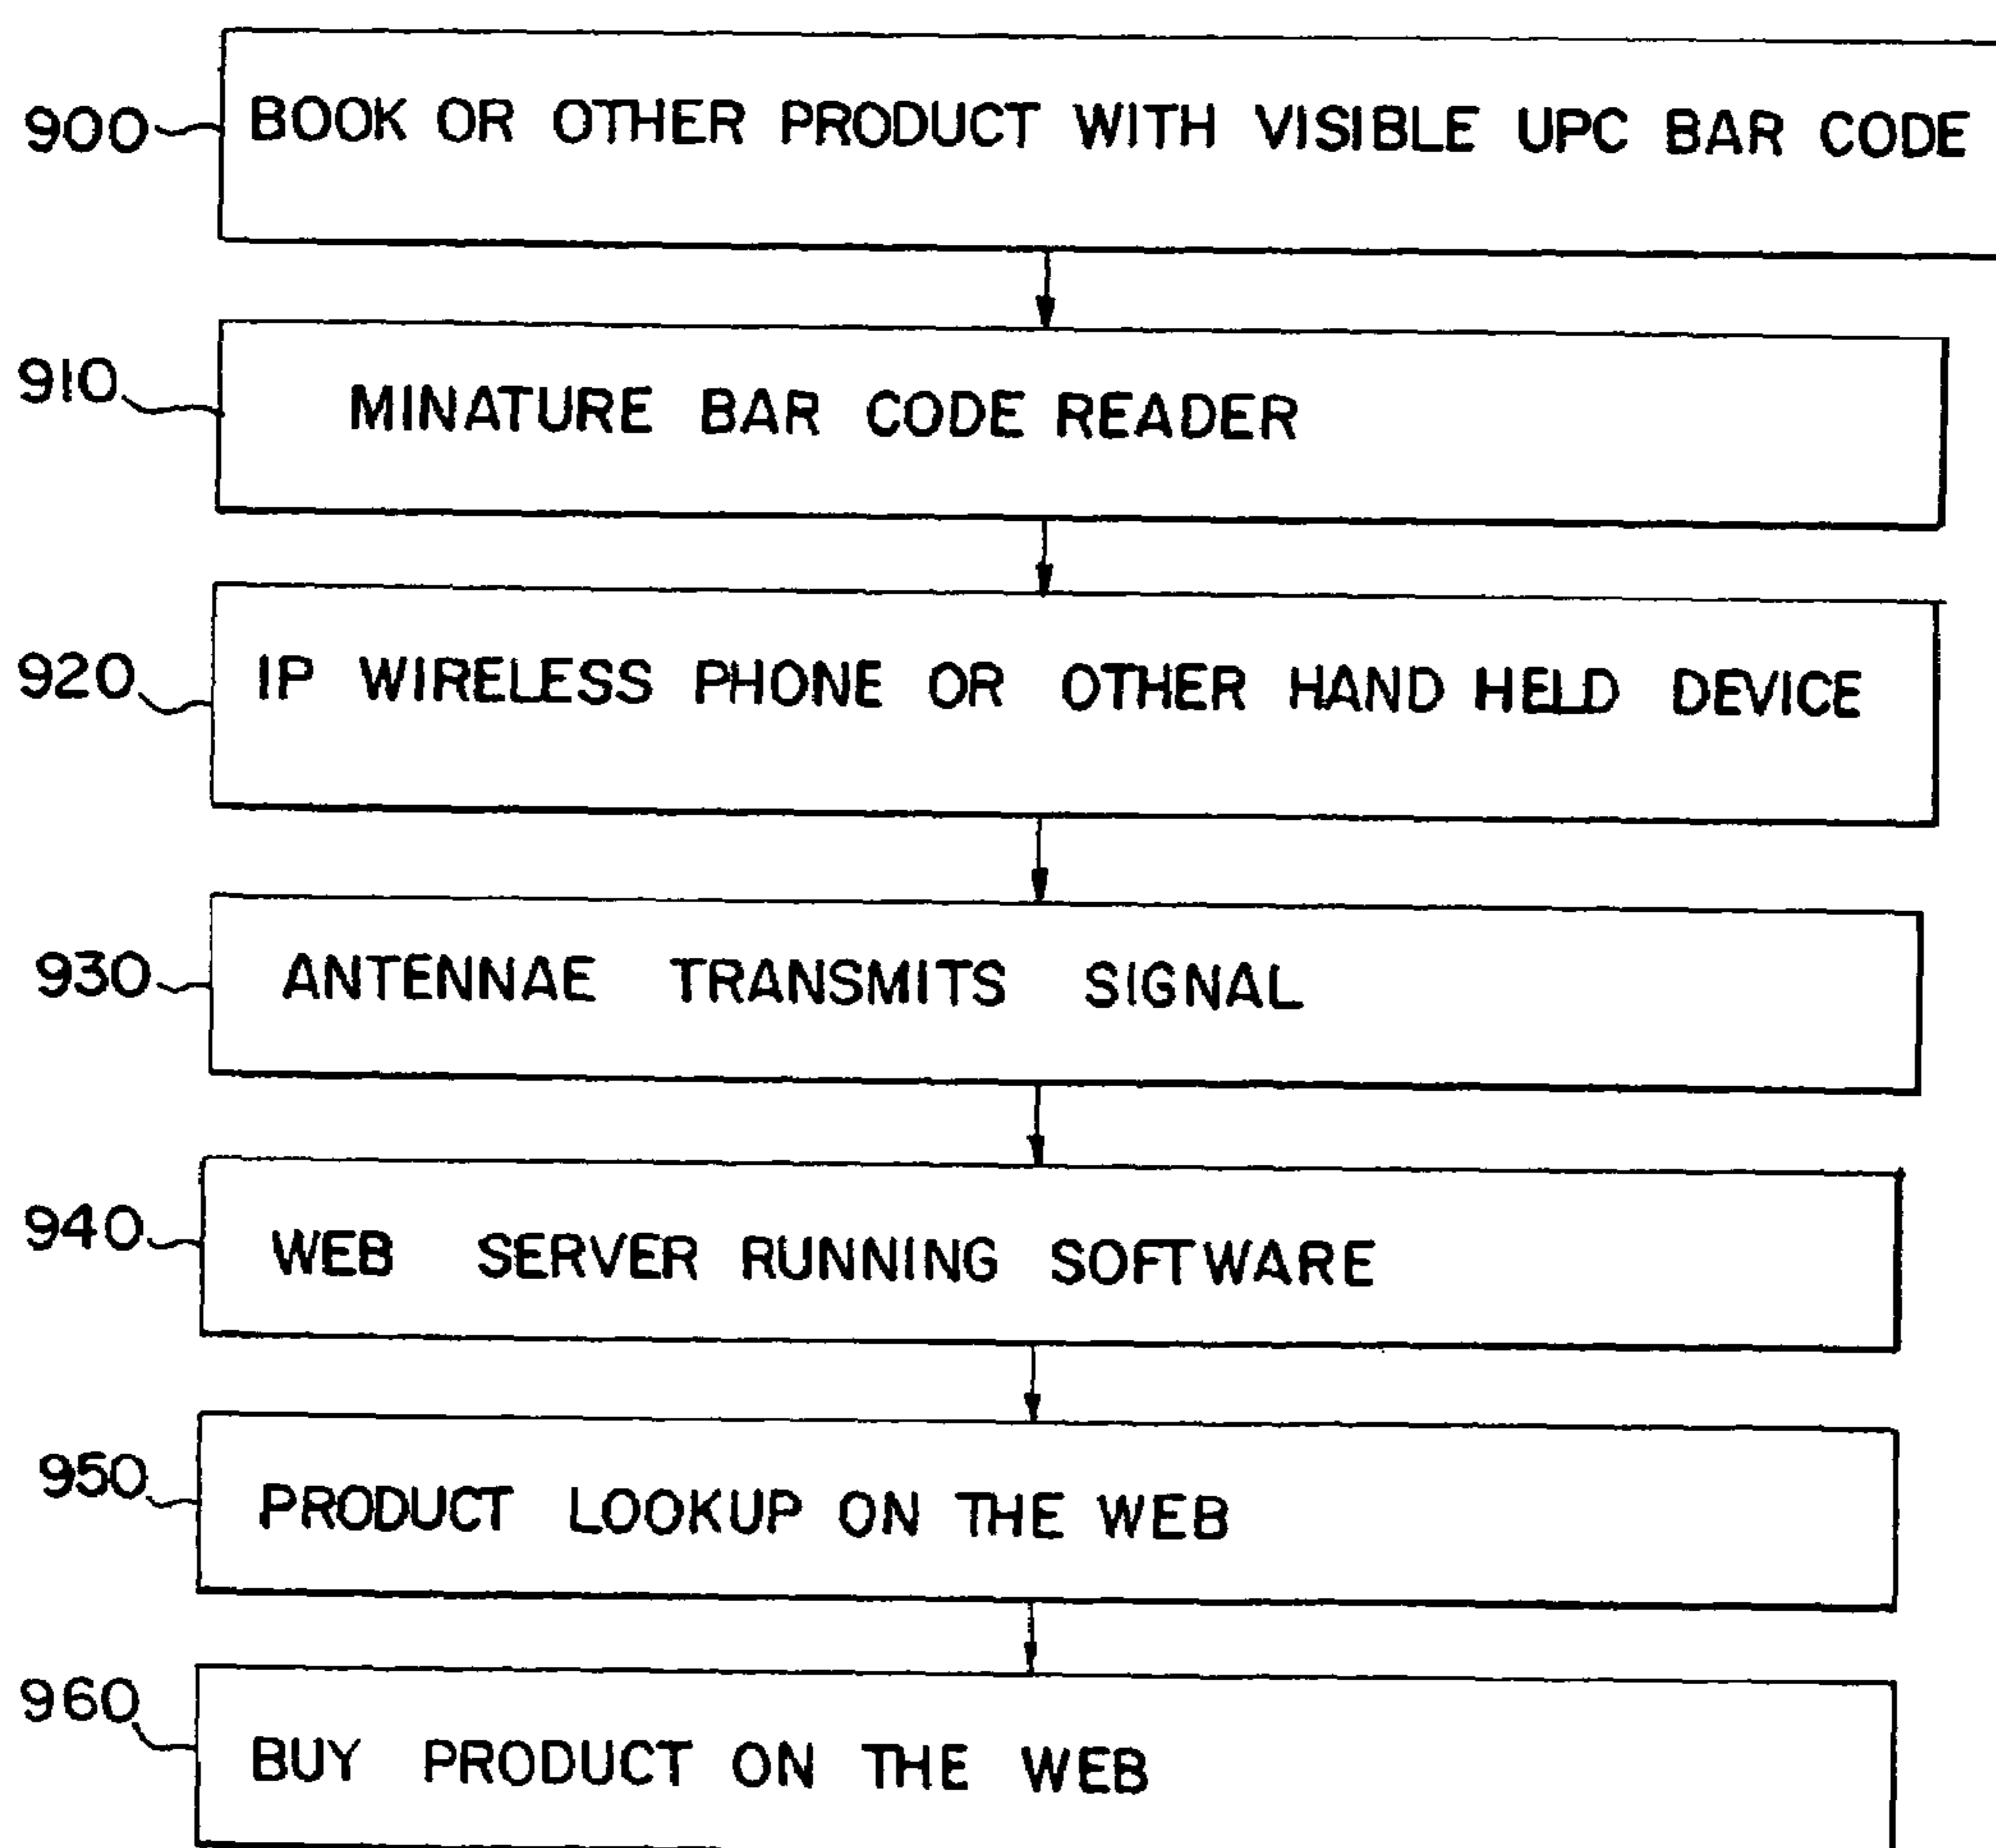 900 BOOK OR OTHER PRODUCT WITH VISIBLE UPC BAR CODE
910 MINATURE BAR CODE READER
920 IP WIRELESS PHONE OR OTHER HAND HELD DEVICE
930 ANTENNAE TRANSMITS SIGNAL
940 WEB SERVER RUNNING SOFTWARE
950 PRODUCT LOOKUP ON THE WEB
960 BUY PRODUCT ON THE WEB